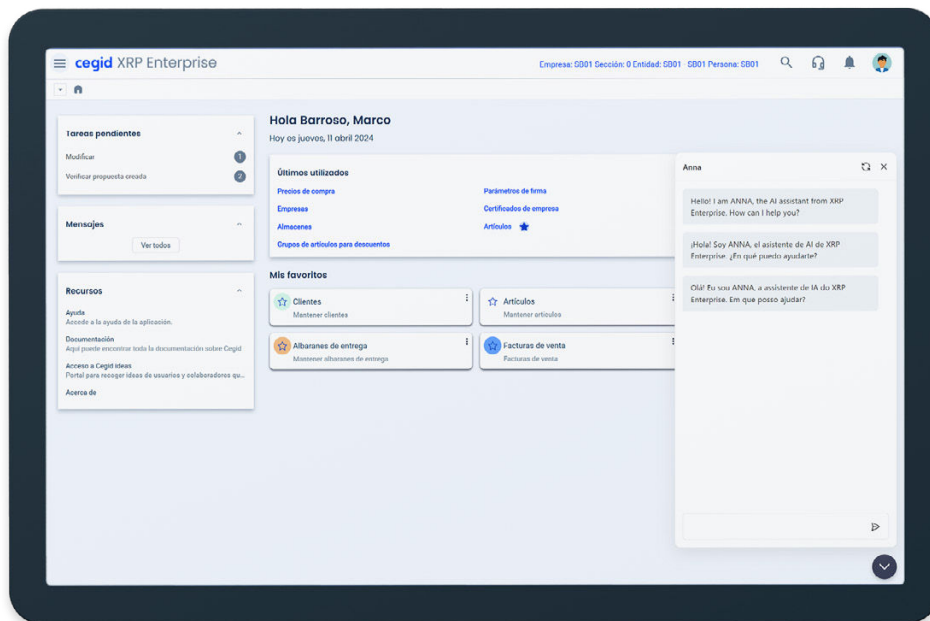 cegid XRP Enterprise
Empresa: SB01 Sección: 0 Entidad: SB01 - SB01 Persona: SB01
Tareas pendientes
Modificar
1
Verificar propuesta creada
2
Mensajes
Ver todos
Recursos
Ayuda
Accede a la ayuda de la aplicación.
Documentación
Aquí puede encontrar toda la documentación sobre Cegid
Acceso a Cegid ideas
Portal para recoger ideas de usuarios y colaboradores qu...
Acerca de
Hola Barroso, Marco
Hoy es jueves, 11 abril 2024
Últimos utilizados
Precios de compra
Parámetros de firma
Empresas
Certificados de empresa
Almacenes
Artículos
Grupos de artículos para descuentos
Mis favoritos
Clientes
Mantener clientes
Artículos
Mantener artículos
Albaranes de entrega
Mantener albaranes de entrega
Facturas de venta
Facturas de venta
Anna
Hello! I am ANNA, the AI assistant from XRP
Enterprise. How can I help you?
¡Hola! Soy ANNA, el asistente de AI de XRP
Enterprise. ¿En qué puedo ayudarte?
Olá! Eu sou ANNA, a assistente de IA do XRP
Enterprise. Em que posso ajudar?